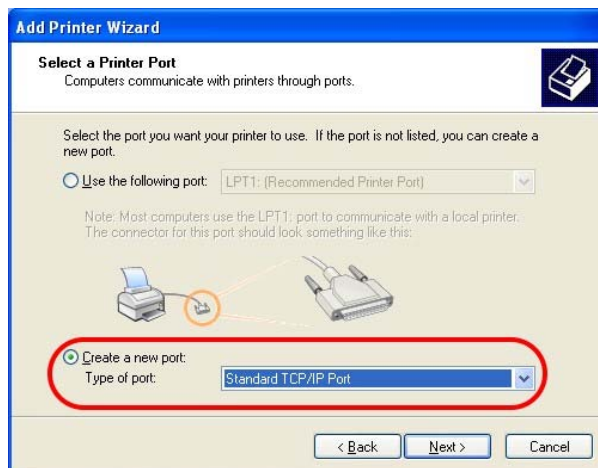 Add Printer Wizard
Select a Printer Port
Computers communicate with printers through ports.
Select the port you want your printer to use. If the port is not listed, you can create a
new port.
Use the following port: LPT1: (Recommended Printer Port)
Note: Most computers use the LPT1: port to communicate with a local printer.
The connector for this port should look something like this:
Create a new port:
Type of port: Standard TCP/IP Port
< Back Next > Cancel